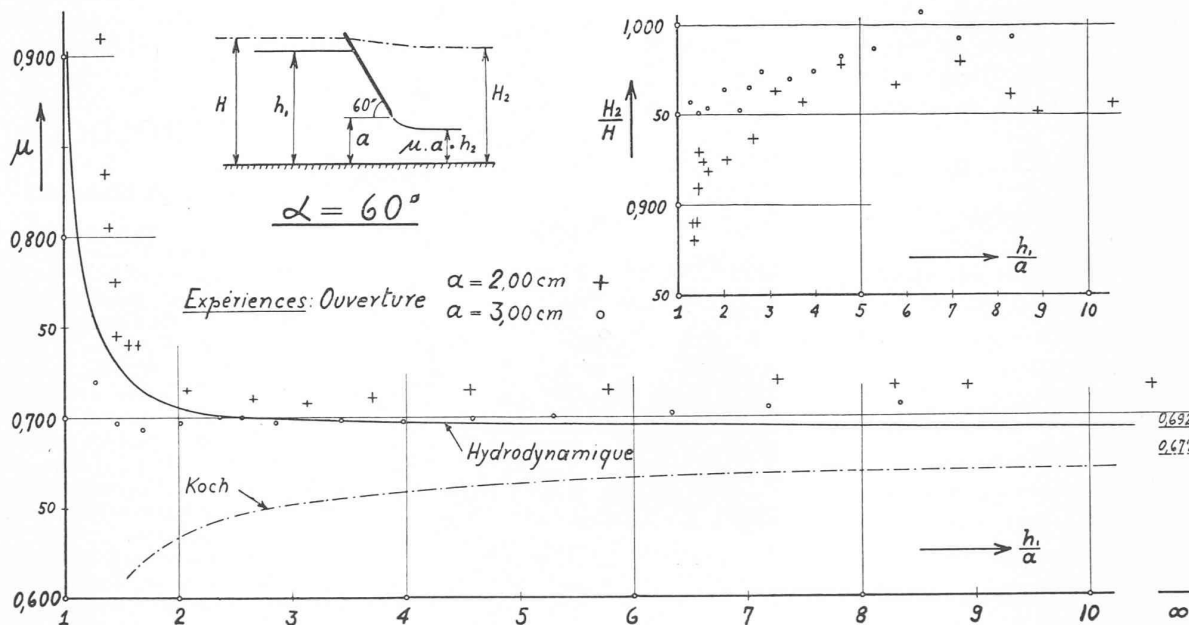 0,900
μ
0,800
50
0,700
50
0,600
1 2 3 4 5 6 7 8 9 10 ∞
H
h₁
60°
a
μ.a = h₂
H₂
α = 60°
Expériences: Ouverture
a = 2,00 cm +
a = 3,00 cm o
Hydrodynamique
Koch
h₁/a
0,692
1,000
H₂/H
50
0,900
50
1 2 3 4 5 6 7 8 9 10
h₁/a